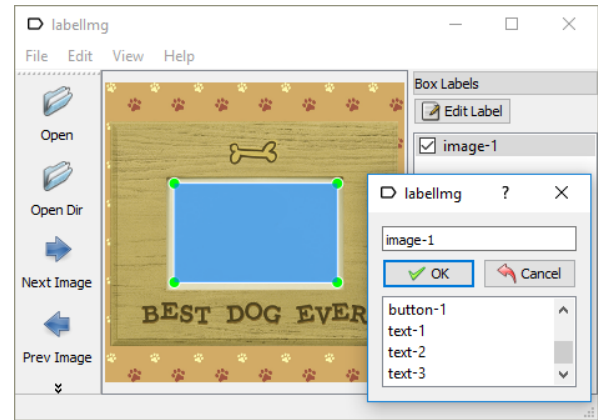 labelImg
File Edit View Help
Open
Open Dir
Next Image
Prev Image
BEST DOG EVER
Box Labels
Edit Label
image-1
labelImg ?
image-1
OK Cancel
button-1
text-1
text-2
text-3